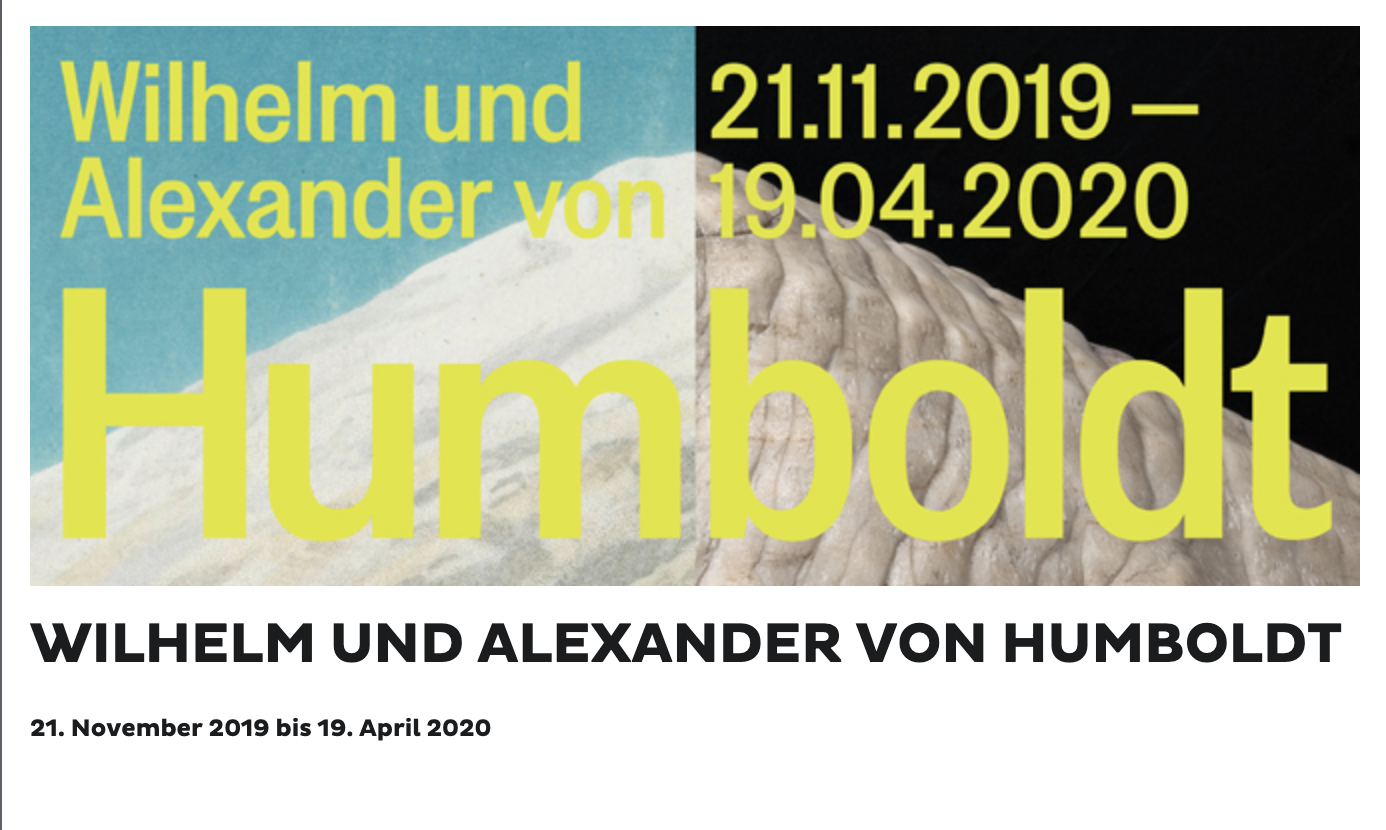 Wilhelm und
Alexander von
Humboldt
21.11.2019 —
19.04.2020
WILHELM UND ALEXANDER VON HUMBOLDT
21. November 2019 bis 19. April 2020